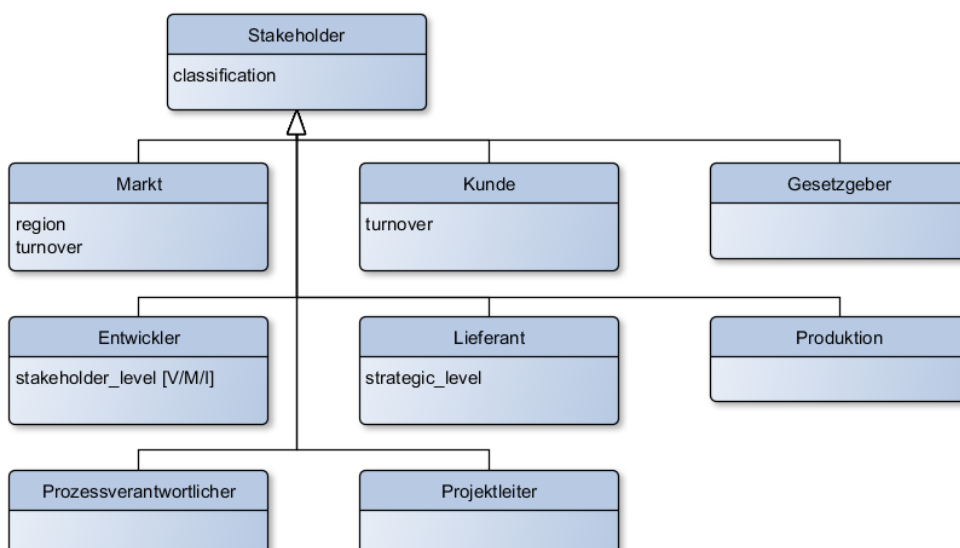 Stakeholder
classification
Markt
region
turnover
Kunde
turnover
Gesetzgeber
Entwickler
stakeholder_level [V/M/I]
Lieferant
strategic_level
Produktion
Prozessverantwortlicher
Projektleiter